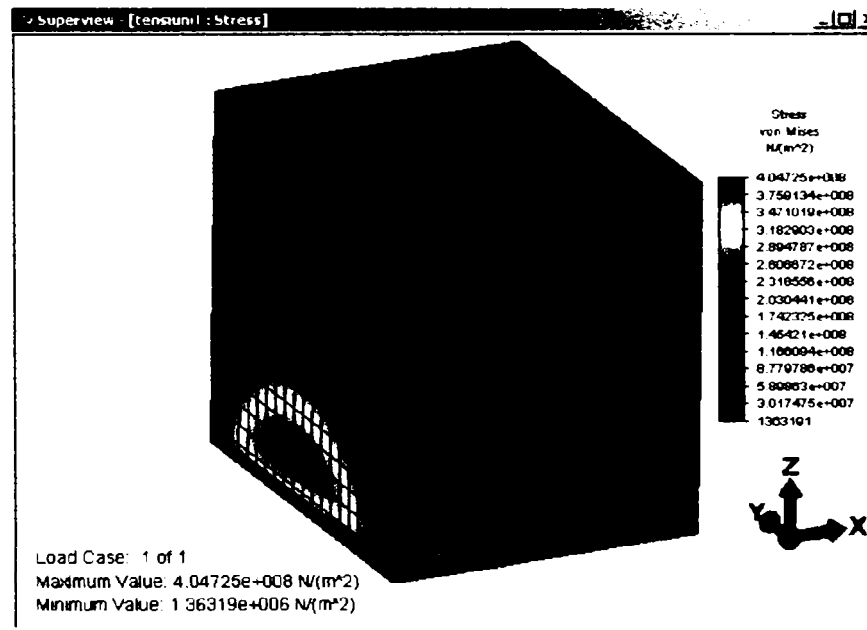 Superview - [tensiunit : Stress]
Stress
von Mises
N/(m^2)
4.04725e+008
3.759134e+008
3.471019e+008
3.182903e+008
2.894787e+008
2.606672e+008
2.318556e+008
2.030441e+008
1.742325e+008
1.45421e+008
1.166094e+008
8.779786e+007
5.89863e+007
3.017475e+007
1363191
Z
Y
X
Load Case: 1 of 1
Maximum Value: 4.04725e+008 N/(m^2)
Minimum Value: 1.36319e+006 N/(m^2)